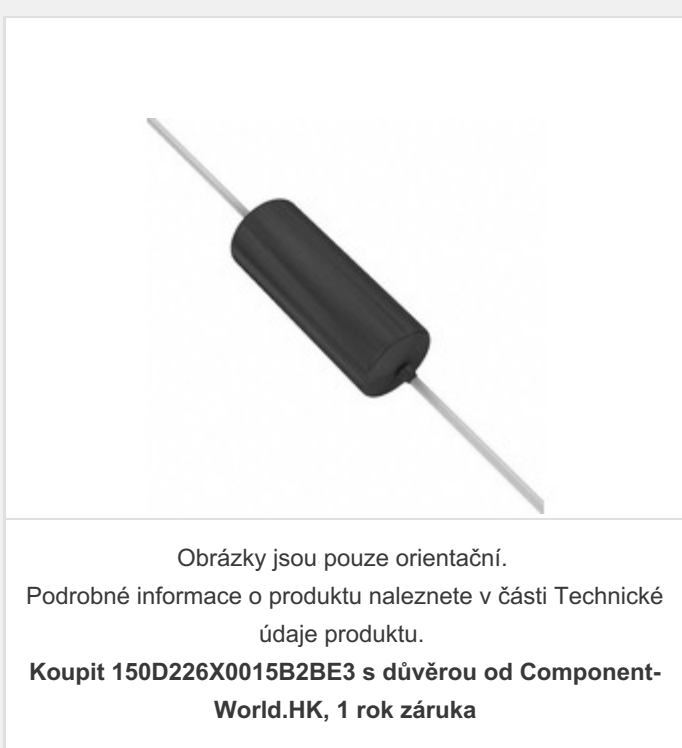 Obrázky jsou pouze orientační.
Podrobné informace o produktu naleznete v části Technické
údaje produktu.
Koupit 150D226X0015B2BE3 s důvěrou od Component-
World.HK, 1 rok záruka